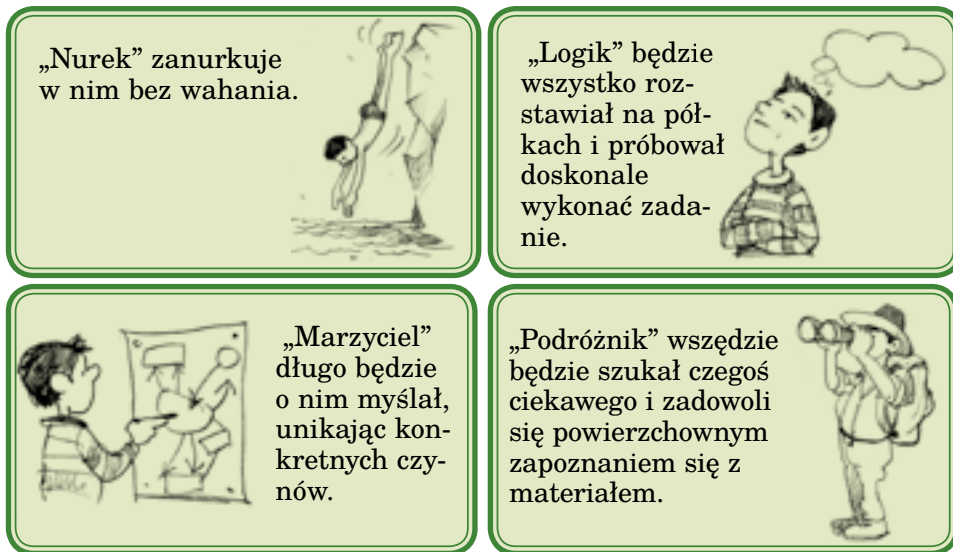 „Nurek” zanurkuje
w nim bez wahania.
„Logik” będzie
wszystko roz-
stawiał na pół-
kach i próbował
doskonale
wykonać zada-
nie.
„Marzyciel”
długo będzie
o nim myślał,
unikając kon-
kretnych czy-
nów.
„Podróżnik” wszędzie
będzie szukał czegoś
ciekawego i zadowoli
się powierzchownym
zapoznaniem się z
materiałem.